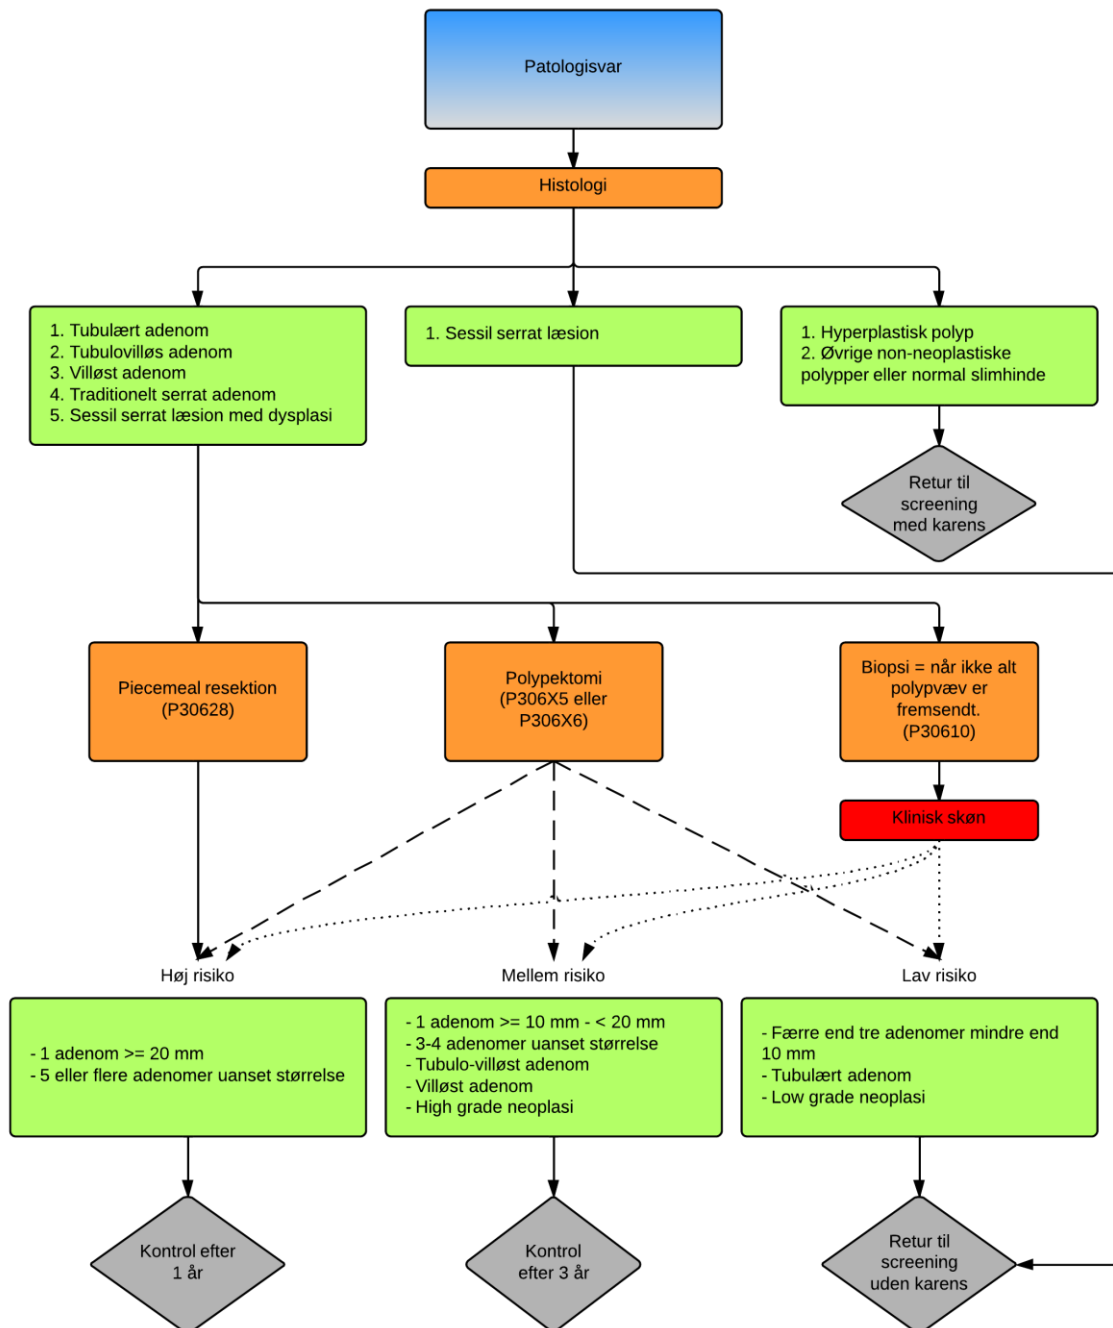 Patologisvar
Histologi
1. Tubulært adenom
2. Tubulovilløs adenom
3. Villøst adenom
4. Traditionelt serrat adenom
5. Sessil serrat læsion med dysplasi
1. Sessil serrat læsion
1. Hyperplastisk polyp
2. Øvrige non-neoplastiske
polypper eller normal slimhinde
Retur til
screening
med karens
Piecemeal resektion
(P30628)
Polypektomi
(P306X5 eller
P306X6)
Biopsi = når ikke alt
polypvæv er
fremsendt.
(P30610)
Klinisk skøn
Høj risiko
Mellem risiko
Lav risiko
- 1 adenom >= 20 mm
- 5 eller flere adenomer uanset størrelse
- 1 adenom >= 10 mm - < 20 mm
- 3-4 adenomer uanset størrelse
- Tubulo-villøst adenom
- Villøst adenom
- High grade neoplasi
- Færre end tre adenomer mindre end
10 mm
- Tubulært adenom
- Low grade neoplasi
Kontrol efter
1 år
Kontrol
efter 3 år
Retur til
screening
uden karens